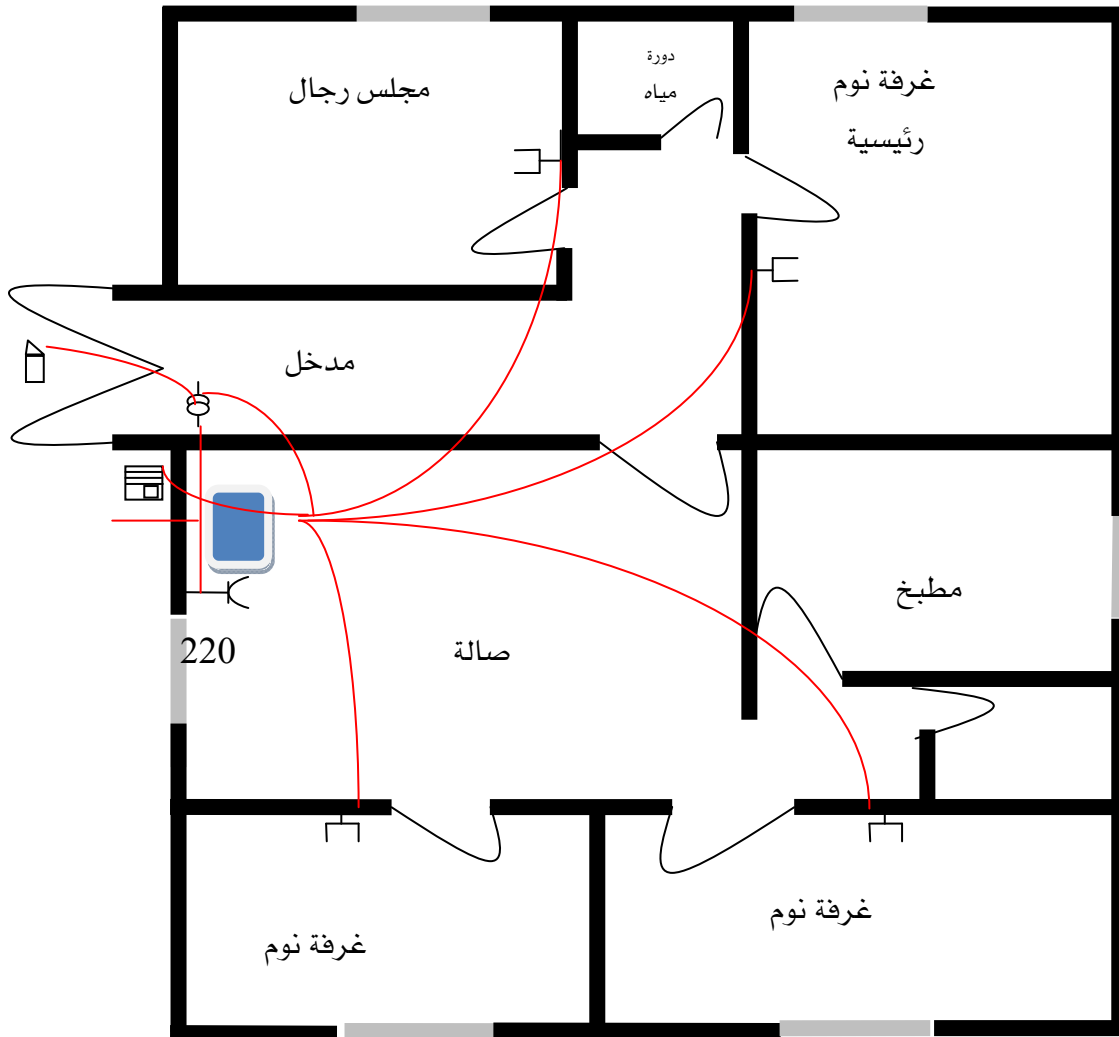 غرفة نوم
رئيسية
دورة
مياه
مجلس رجال
مدخل
مطبخ
صالة
220
غرفة نوم
غرفة نوم